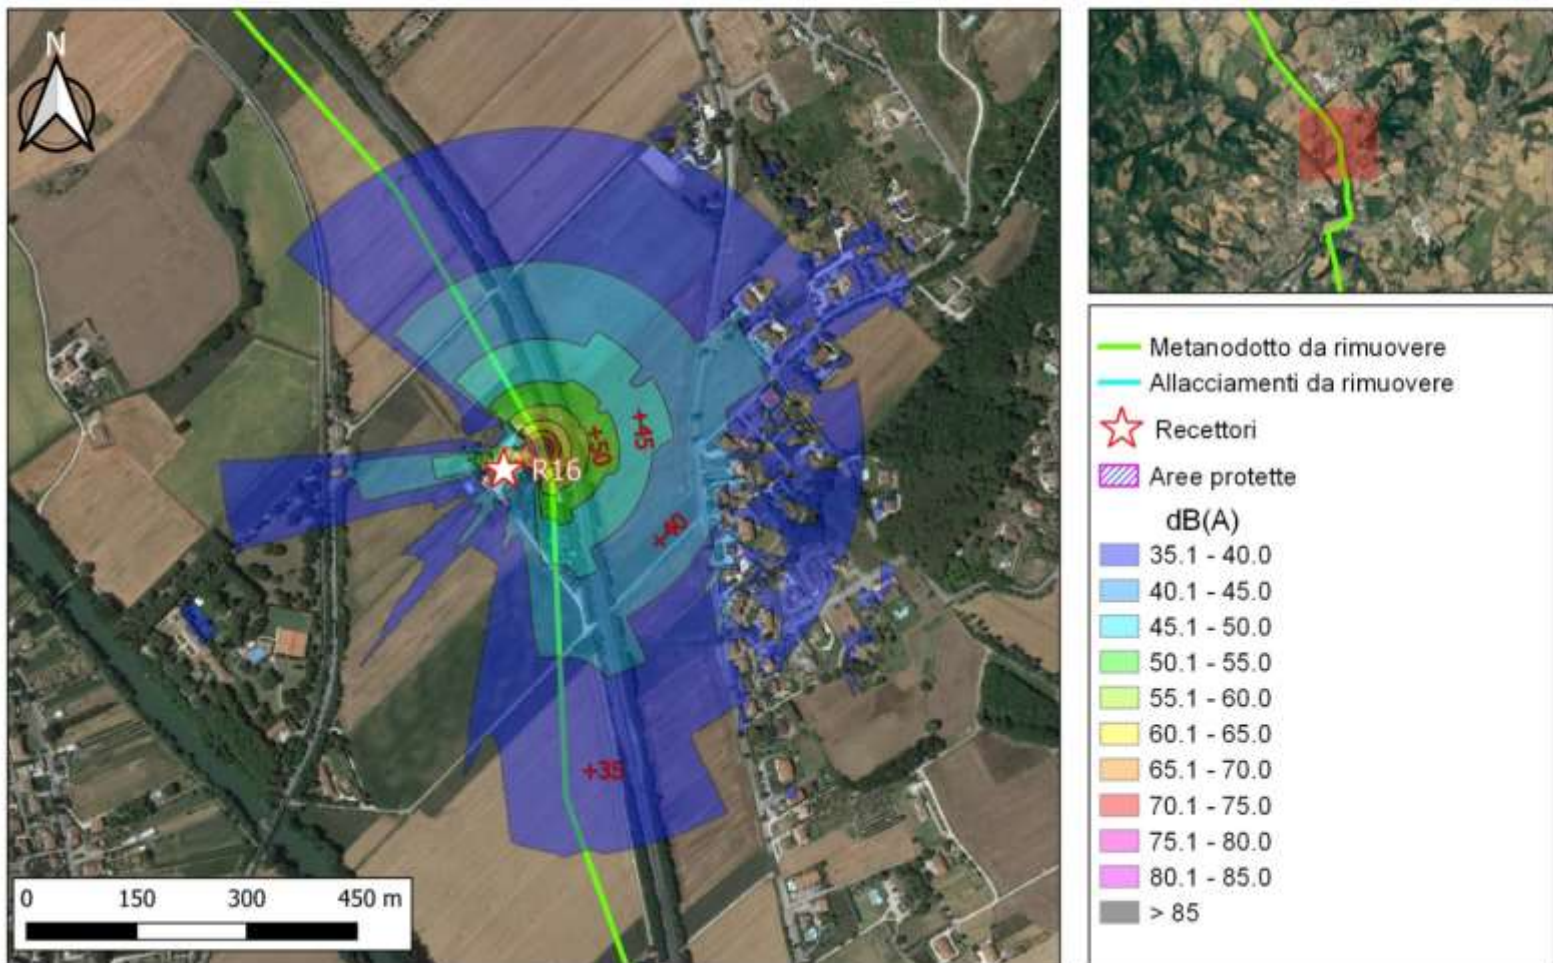 N
+45
+50
R16
+40
+35
0 150 300 450 m
Metanodotto da rimuovere
Allacciamenti da rimuovere
Recettori
Aree protette
dB(A)
35.1 - 40.0
40.1 - 45.0
45.1 - 50.0
50.1 - 55.0
55.1 - 60.0
60.1 - 65.0
65.1 - 70.0
70.1 - 75.0
75.1 - 80.0
80.1 - 85.0
> 85